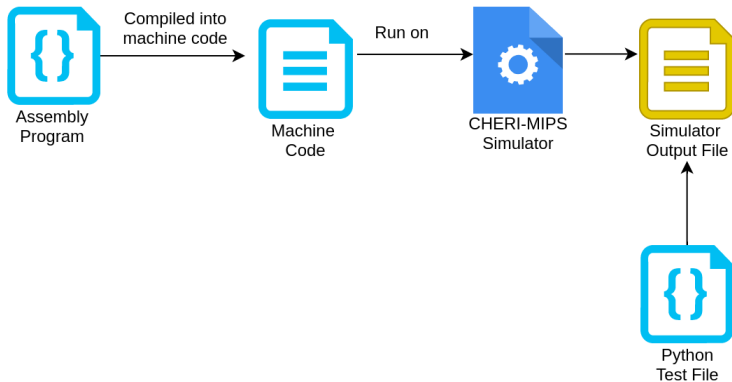 Compiled into
machine code
Run on
Assembly
Program
Machine
Code
CHERI-MIPS
Simulator
Simulator
Output File
Python
Test File